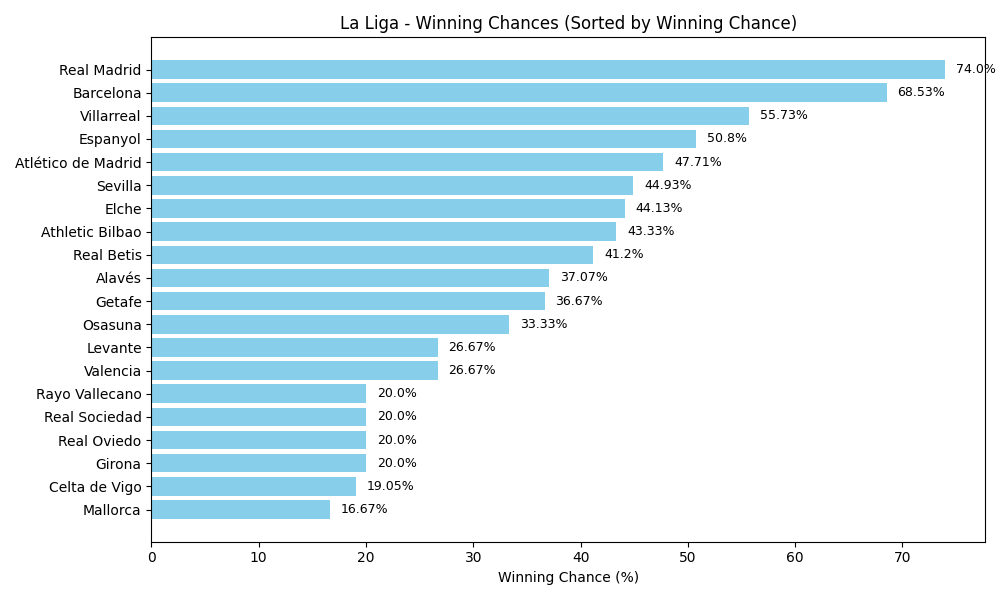 La Liga - Winning Chances (Sorted by Winning Chance)
Real Madrid 74.0%
Barcelona 68.53%
Villarreal 55.73%
Espanyol 50.8%
Atlético de Madrid 47.71%
Sevilla 44.93%
Elche 44.13%
Athletic Bilbao 43.33%
Real Betis 41.2%
Alavés 37.07%
Getafe 36.67%
Osasuna 33.33%
Levante 26.67%
Valencia 26.67%
Rayo Vallecano 20.0%
Real Sociedad 20.0%
Real Oviedo 20.0%
Girona 20.0%
Celta de Vigo 19.05%
Mallorca 16.67%
0 10 20 30 40 50 60 70
Winning Chance (%)